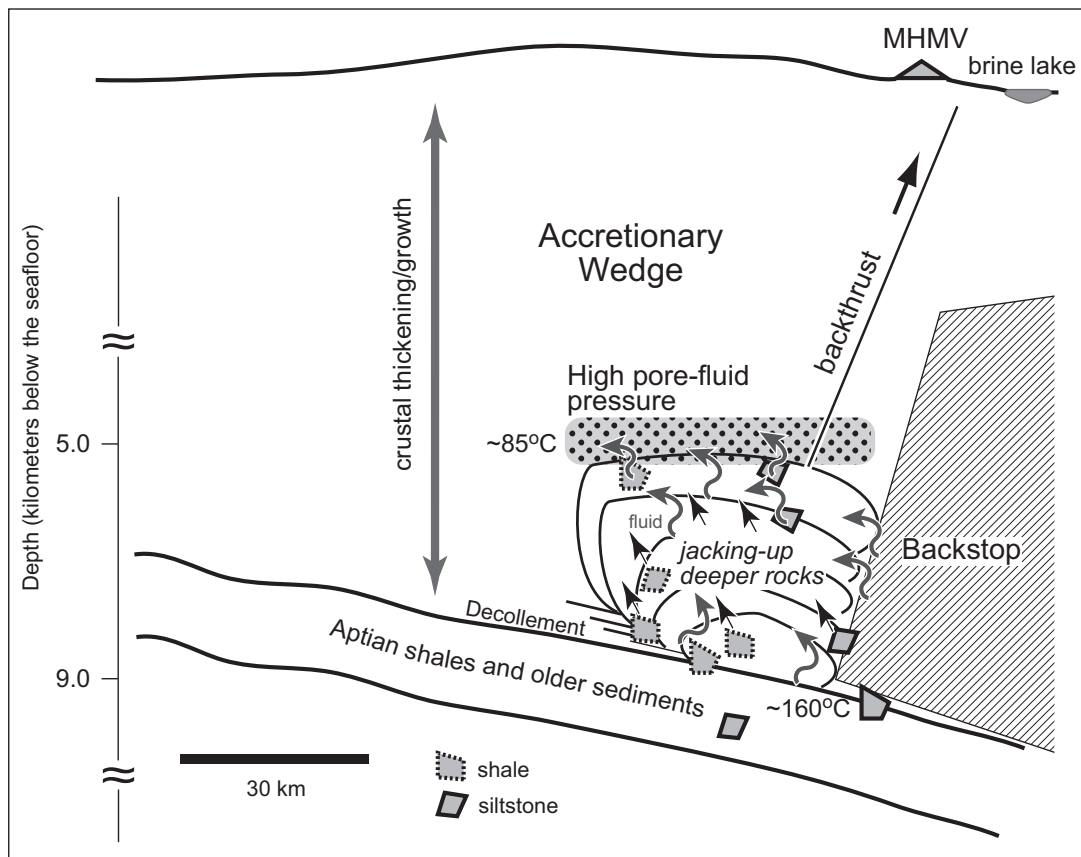 MHMV
brine lake
Depth (kilometers below the seafloor)
crustal thickening/growth
Accretionary
Wedge
backthrust
High pore-fluid
pressure
5.0
~85°C
fluid
jacking-up
deeper rocks
Backstop
Decollement
Aptian shales and older sediments
9.0
~160°C
30 km
shale
siltstone